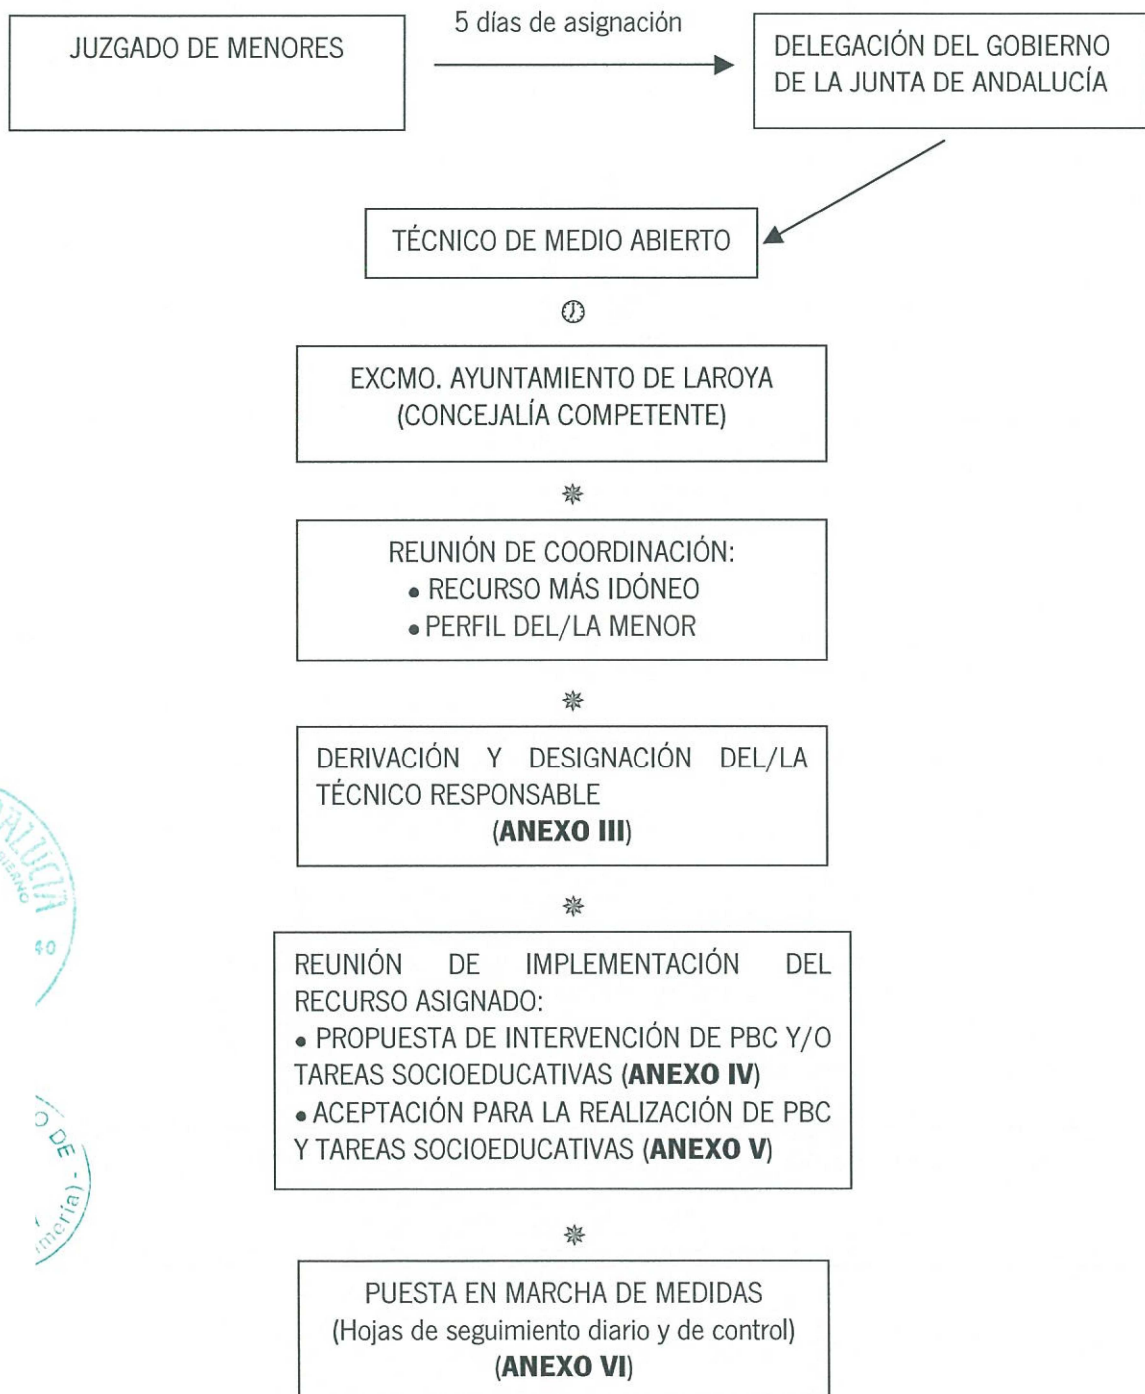 5 días de asignación
JUZGADO DE MENORES
DELEGACIÓN DEL GOBIERNO
DE LA JUNTA DE ANDALUCÍA
TÉCNICO DE MEDIO ABIERTO
EXCMO. AYUNTAMIENTO DE LAROYA
(CONCEJALÍA COMPETENTE)
REUNIÓN DE COORDINACIÓN:
• RECURSO MÁS IDÓNEO
• PERFIL DEL/LA MENOR
DERIVACIÓN Y DESIGNACIÓN DEL/LA
TÉCNICO RESPONSABLE
(ANEXO III)
REUNIÓN DE IMPLEMENTACIÓN DEL
RECURSO ASIGNADO:
• PROPUESTA DE INTERVENCIÓN DE PBC Y/O
TAREAS SOCIOEDUCATIVAS (ANEXO IV)
• ACEPTACIÓN PARA LA REALIZACIÓN DE PBC
Y TAREAS SOCIOEDUCATIVAS (ANEXO V)
PUESTA EN MARCHA DE MEDIDAS
(Hojas de seguimiento diario y de control)
(ANEXO VI)